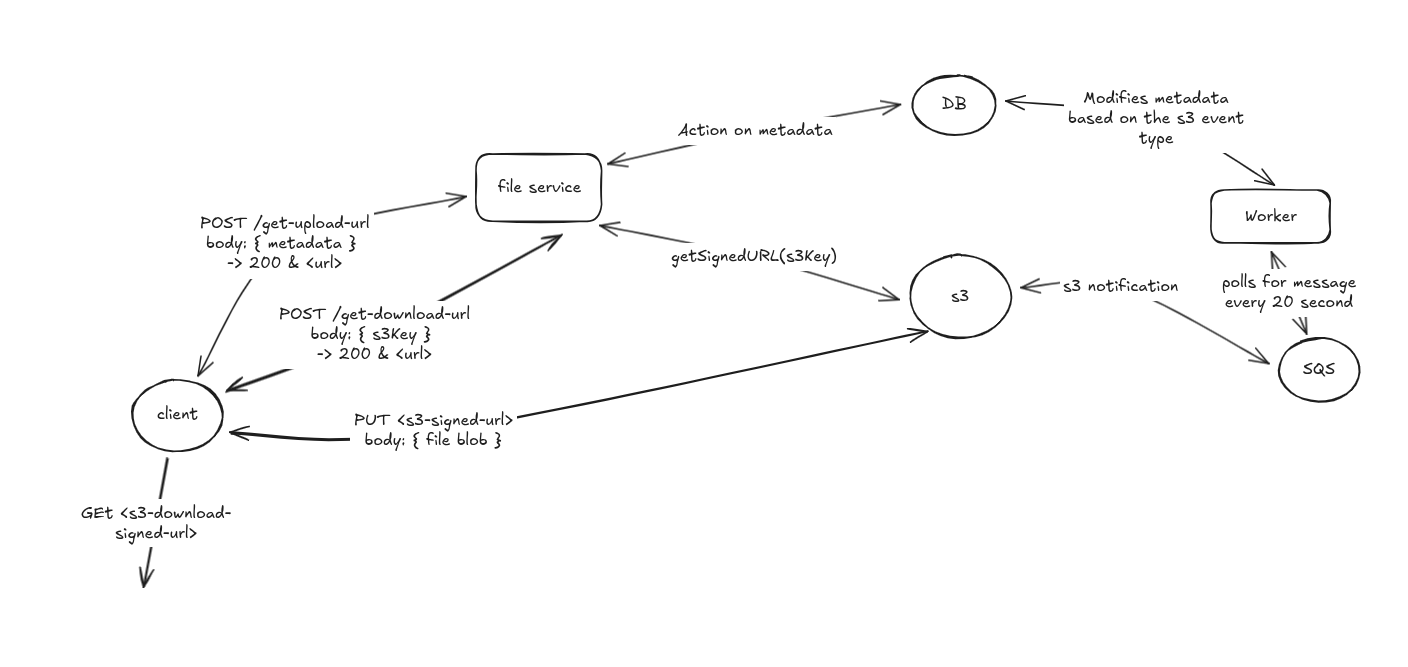 DB
Modifies metadata
based on the s3 event
type
Action on metadata
file service
Worker
POST /get-upload-url
body: { metadata }
-> 200 & <url>
getSignedURL(s3Key)
s3
s3 notification
polls for message
every 20 second
POST /get-download-url
body: { s3Key }
-> 200 & <url>
SQS
client
PUT <s3-signed-url>
body: { file blob }
GEt <s3-download-
signed-url>